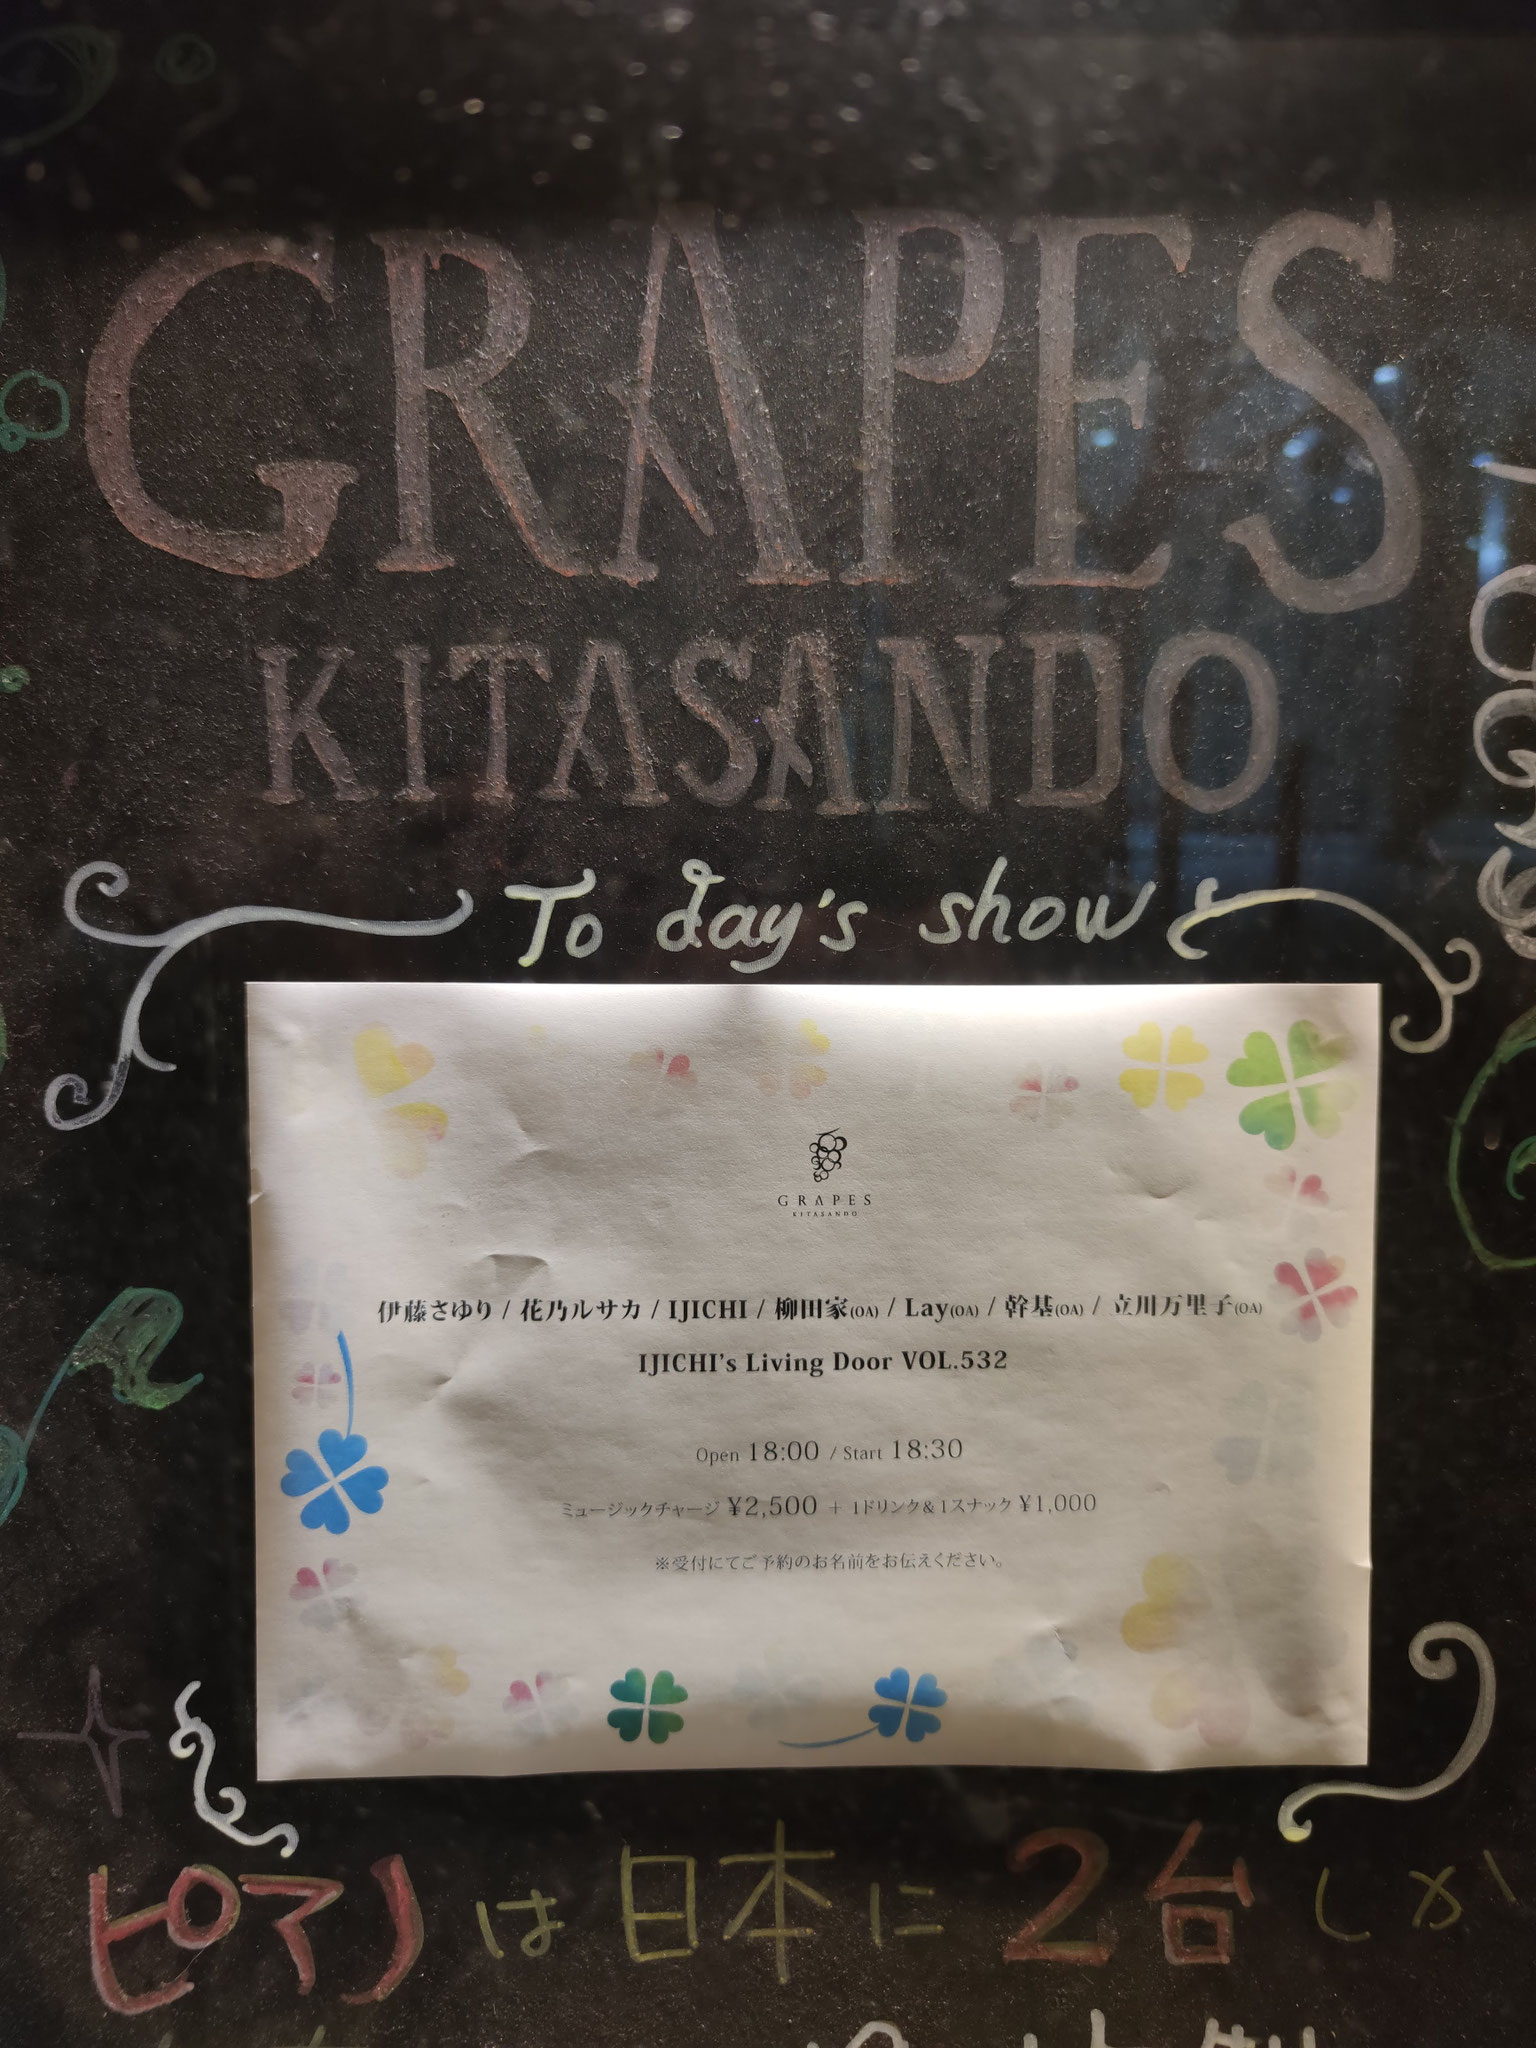 GRAPES
KITASANDO
Today's show
GRAPES
KITASANDO
伊藤さゆり / 花乃ルサカ / IJICHI / 柳田家(OA) / Lay(OA) / 幹基(OA) / 立川万里子(OA)
IJICHI's Living Door VOL.532
Open 18:00 / Start 18:30
ミュージックチャージ ¥2,500 + 1ドリンク&1スナック ¥1,000
※受付にてご予約のお名前をお伝えください。
ピアノは日本に2台しか